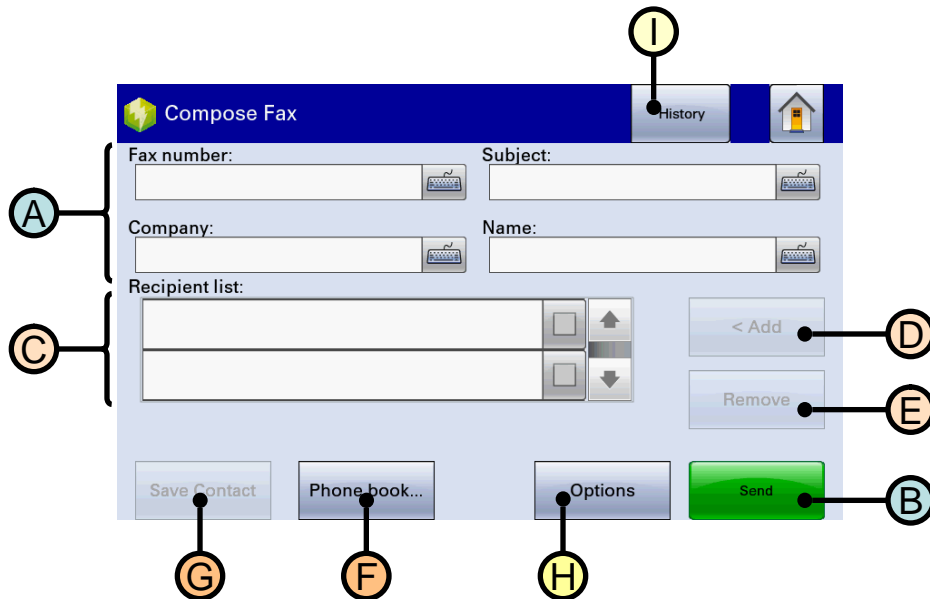 I
Compose Fax
History
Fax number:
Subject:
A
Company:
Name:
Recipient list:
C
< Add
D
Remove
E
Save Contact
Phone book...
Options
Send
B
G
F
H